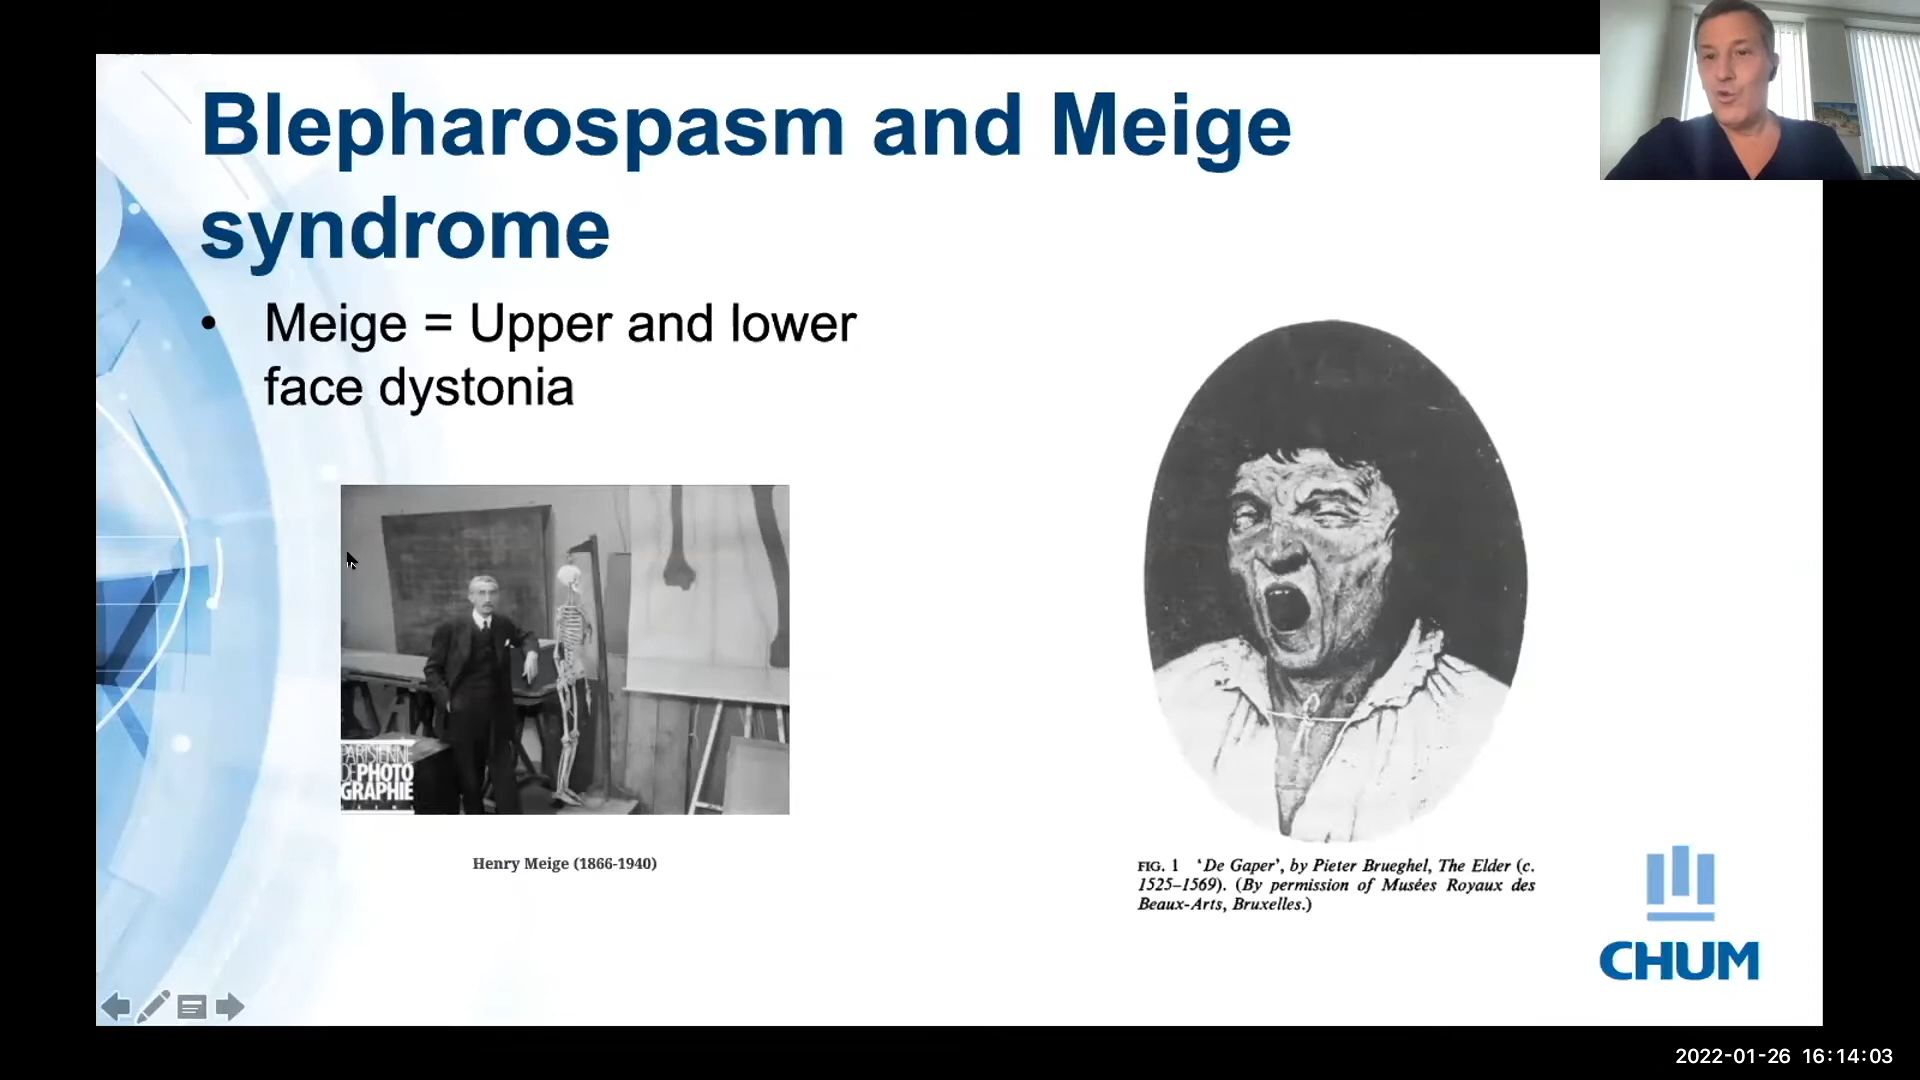 Blepharospasm and Meige
syndrome
• Meige = Upper and lower
face dystonia
PARISIENNE
DE PHOTO
GRAPHIE
Henry Meige (1866-1940)
FIG. 1 ‘De Gaper’, by Pieter Brueghel, The Elder (c.
1525–1569). (By permission of Musées Royaux des
Beaux-Arts, Bruxelles.)
CHUM
2022-01-26 16:14:03